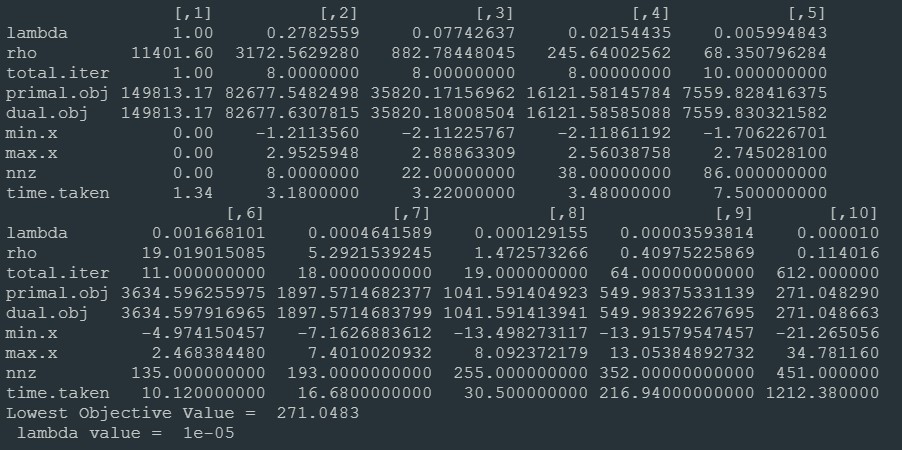 [,1] [,2] [,3] [,4] [,5]
lambda 1.00 0.2782559 0.07742637 0.02154435 0.005994843
rho 11401.60 3172.5629280 882.78448045 245.64002562 68.350796284
total.iter 1.00 8.0000000 8.00000000 8.00000000 10.000000000
primal.obj 149813.17 82677.5482498 35820.17156962 16121.58145784 7559.828416375
dual.obj 149813.17 82677.6307815 35820.18008504 16121.58585088 7559.830321582
min.x 0.00 -1.2113560 -2.11225767 -2.11861192 -1.706226701
max.x 0.00 2.9525948 2.88863309 2.56038758 2.745028100
nnz 0.00 8.0000000 22.00000000 38.00000000 86.000000000
time.taken 1.34 3.1800000 3.22000000 3.48000000 7.500000000
[,6] [,7] [,8] [,9] [,10]
lambda 0.001668101 0.0004641589 0.000129155 0.00003593814 0.000010
rho 19.019015085 5.2921539245 1.472573266 0.40975225869 0.114016
total.iter 11.000000000 18.0000000000 19.000000000 64.00000000000 612.000000
primal.obj 3634.596255975 1897.5714682377 1041.591404923 549.98375331139 271.048290
dual.obj 3634.597916965 1897.5714683799 1041.591413941 549.98392267695 271.048663
min.x -4.974150457 -7.1626883612 -13.498273117 -13.91579547457 -21.265056
max.x 2.468384480 7.4010020932 8.092372179 13.05384892732 34.781160
nnz 135.000000000 193.0000000000 255.000000000 352.00000000000 451.000000
time.taken 10.120000000 16.6800000000 30.500000000 216.94000000000 1212.380000
Lowest Objective Value =  271.0483
lambda value =  1e-05